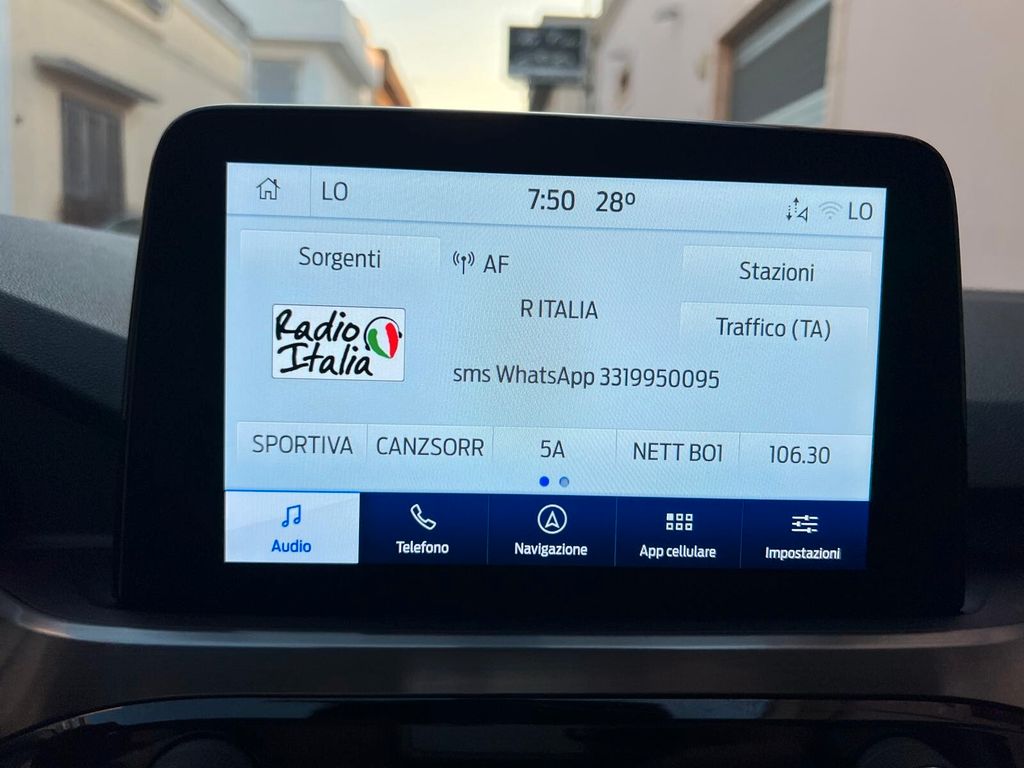 LO 7:50 28º LO
Sorgenti AF Stazioni
R ITALIA
Radio Italia
Traffico (TA)
sms WhatsApp 3319950095
SPORTIVA CANZSORR 5A NETT BO1 106.30
Audio Telefono Navigazione App cellulare Impostazioni